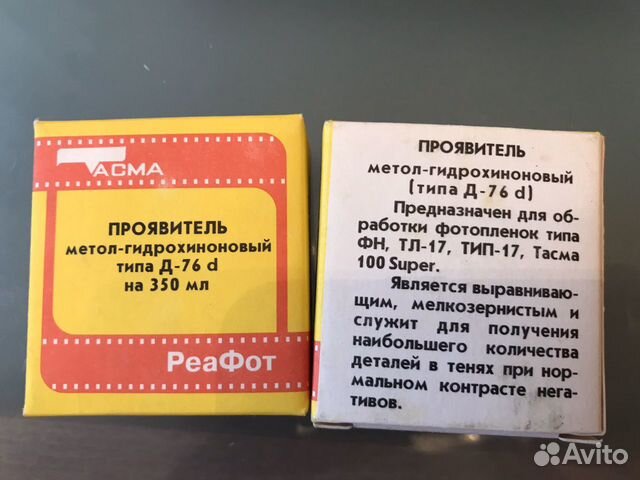 ТАСМА
ПРОЯВИТЕЛЬ
метол-гидрохиноновый
типа Д-76 d
на 350 мл
РеаФот
ПРОЯВИТЕЛЬ
метол-гидрохиноновый
(типа Д-76 d)
Предназначен для об-
работки фотопленок типа
ФН, ТЛ-17, ТИП-17, Тасма
100 Super.
Является выравниваю-
щим, мелкозернистым и
служит для получения
наибольшего количества
деталей в тенях при нор-
мальном контрасте нега-
тивов.
Avito